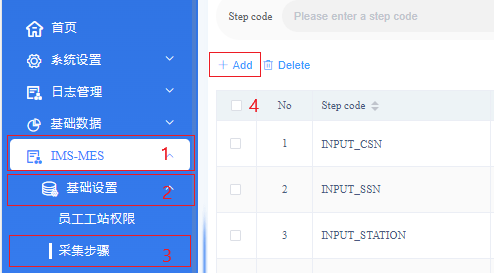 首页
系统设置
日志管理
基础数据
IMS-MES 1
基础设置 2
员工工站权限
采集步骤 3
Step code Please enter a step code
+ Add Delete
4 No Step code
1 INPUT_CSN
2 INPUT_SSN
3 INPUT_STATION